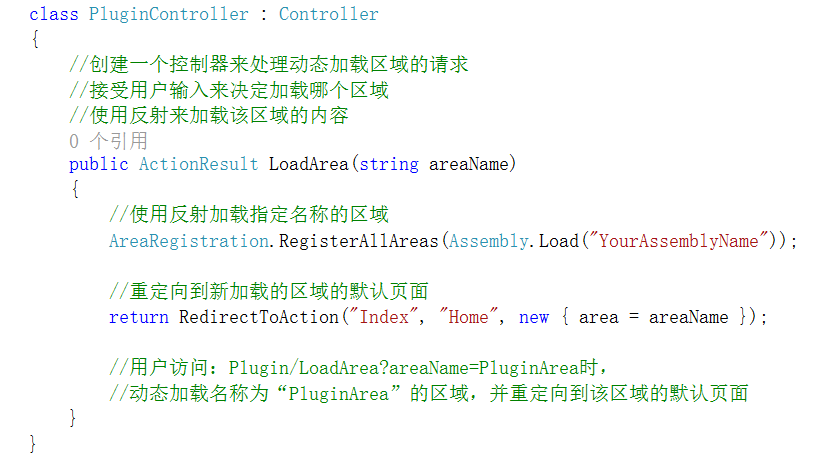 class PluginController : Controller
{
//创建一个控制器来处理动态加载区域的请求
//接受用户输入来决定加载哪个区域
//使用反射来加载该区域的内容
0 个引用
public ActionResult LoadArea(string areaName)
{
//使用反射加载指定名称的区域
AreaRegistration.RegisterAllAreas(Assembly.Load("YourAssemblyName"));
//重定向到新加载的区域的默认页面
return RedirectToAction("Index", "Home", new { area = areaName });
//用户访问：Plugin/LoadArea?areaName=PluginArea时，
//动态加载名称为“PluginArea”的区域，并重定向到该区域的默认页面
}
}